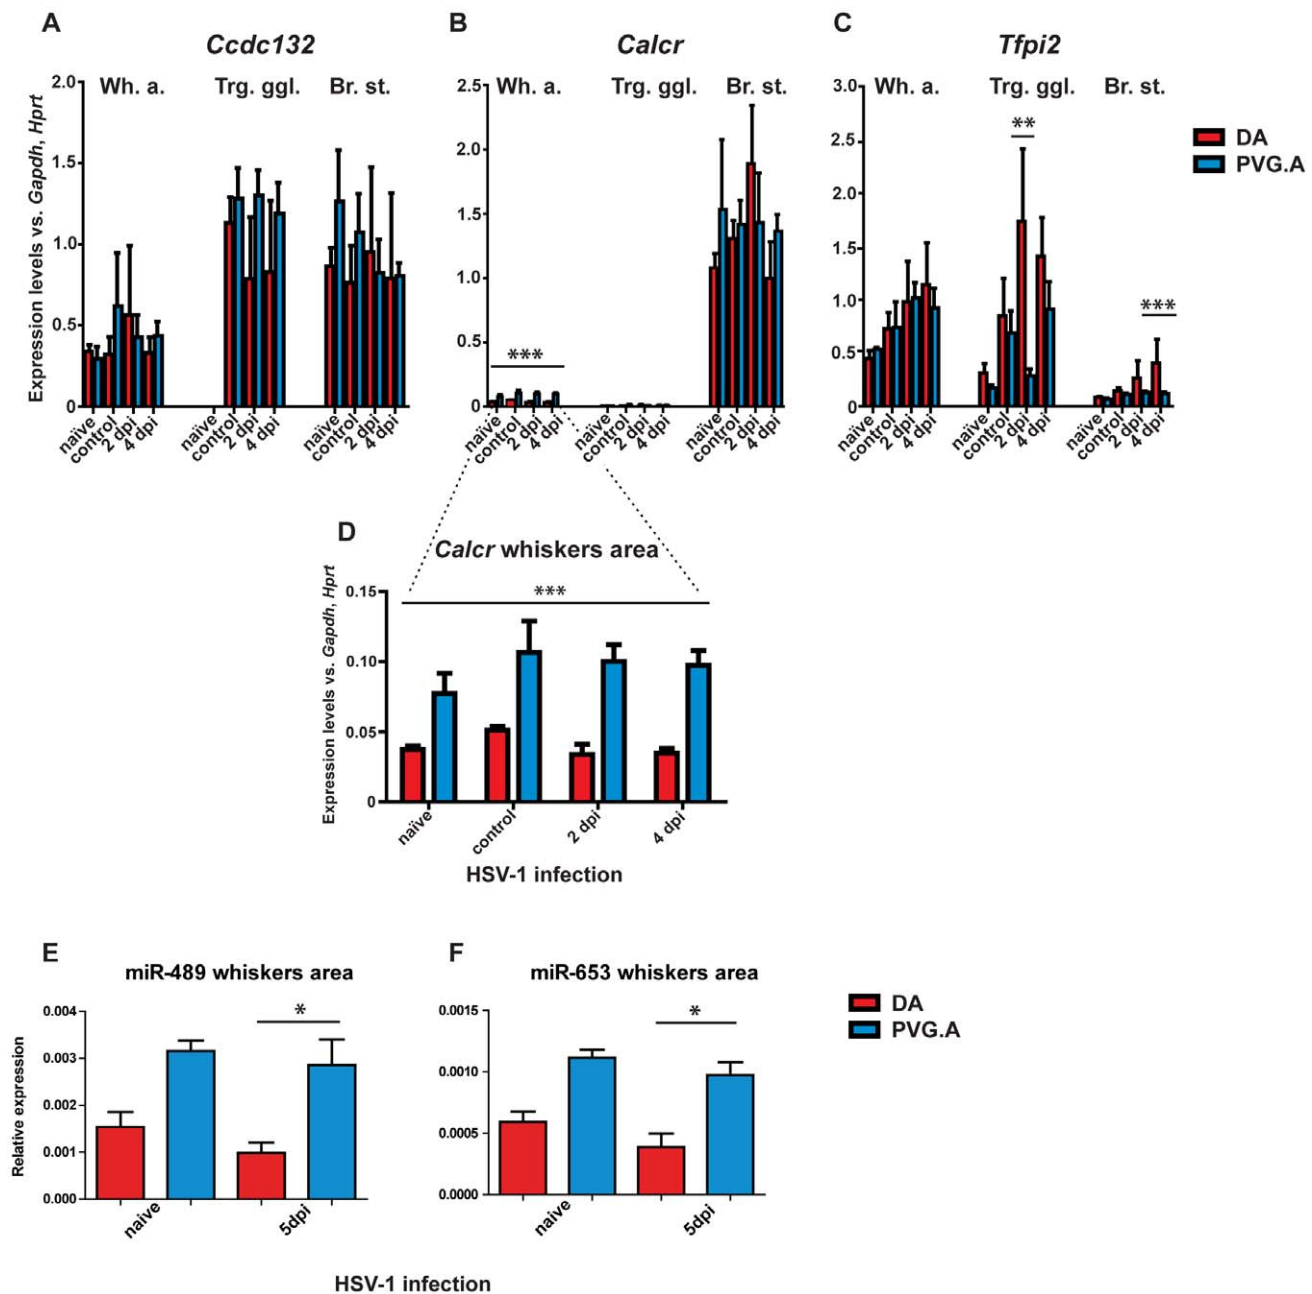 A
Ccdc132
Expression levels vs. Gapdh, Hprt
2.0
1.5
1.0
0.5
0
Wh. a.
Trg. ggl.
Br. st.
naïve
control
2 dpi
4 dpi
naïve
control
2 dpi
4 dpi
naïve
control
2 dpi
4 dpi
B
Calcr
2.5
2.0
1.5
1.0
0.5
0
Wh. a.
Trg. ggl.
Br. st.
***
naïve
control
2 dpi
4 dpi
naïve
control
2 dpi
4 dpi
naïve
control
2 dpi
4 dpi
C
Tfpi2
3.0
2.5
2.0
1.5
1.0
0.5
0
Wh. a.
Trg. ggl.
Br. st.
**
***
naïve
control
2 dpi
4 dpi
naïve
control
2 dpi
4 dpi
naïve
control
2 dpi
4 dpi
DA
PVG.A
D
Calcr whiskers area
Expression levels vs. Gapdh, Hprt
0.15
0.10
0.05
0
***
naïve
control
2 dpi
4 dpi
HSV-1 infection
E
miR-489 whiskers area
Relative expression
0.004
0.003
0.002
0.001
0.000
*
naive
5dpi
F
miR-653 whiskers area
0.0015
0.0010
0.0005
0.0000
*
naive
5dpi
DA
PVG.A
HSV-1 infection